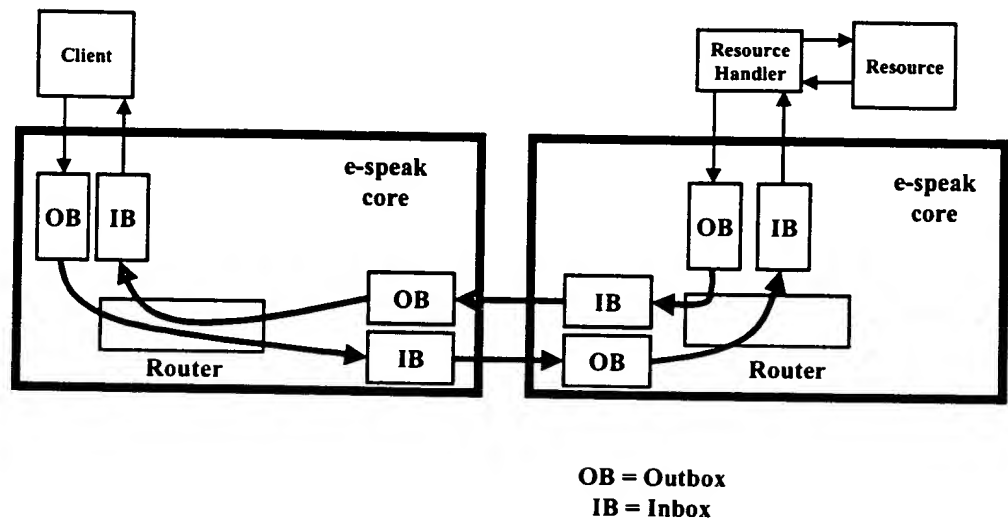 Client
Resource
Handler
Resource
e-speak
core
OB
IB
OB
IB
Router
e-speak
core
OB
IB
IB
OB
Router
OB = Outbox
IB = Inbox